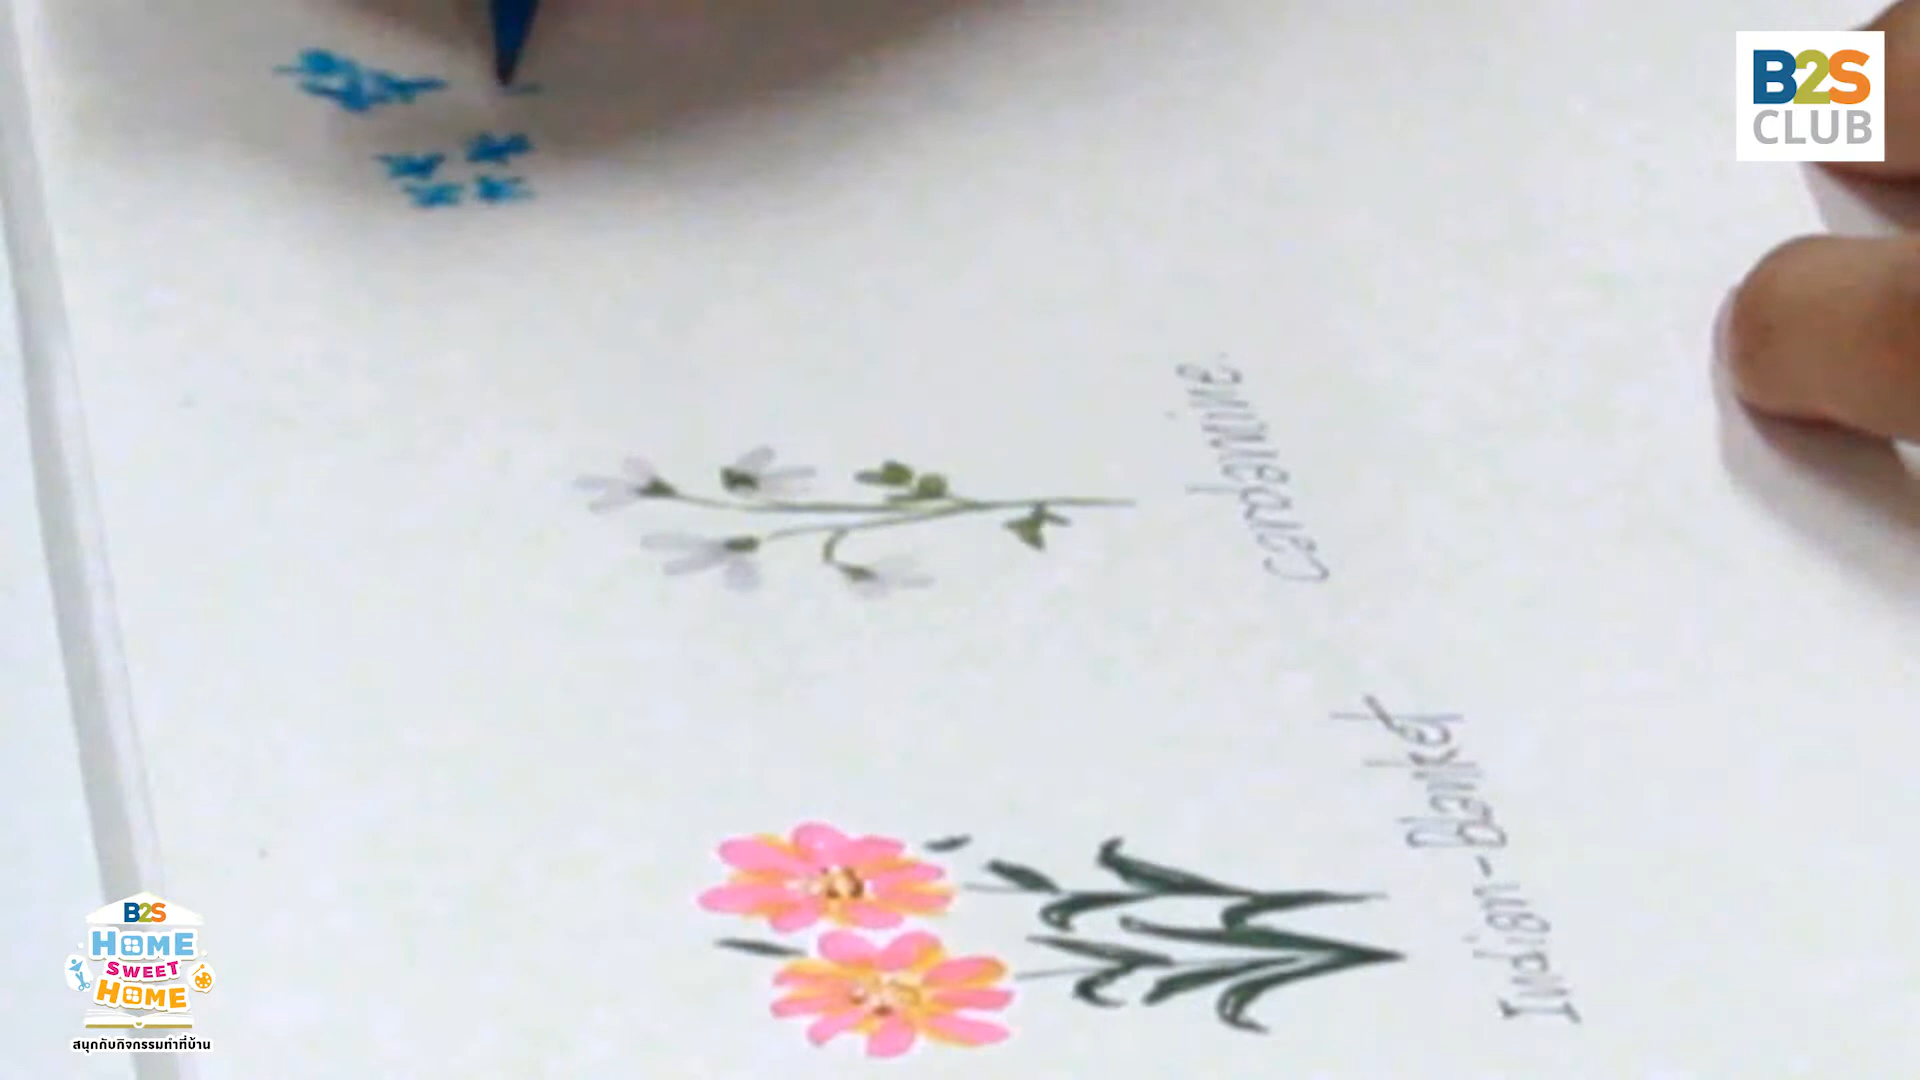 B2S
CLUB
cardamine
Indian-Blanket
B2S
HOME
SWEET
HOME
สนุกกับกิจกรรมทำที่บ้าน